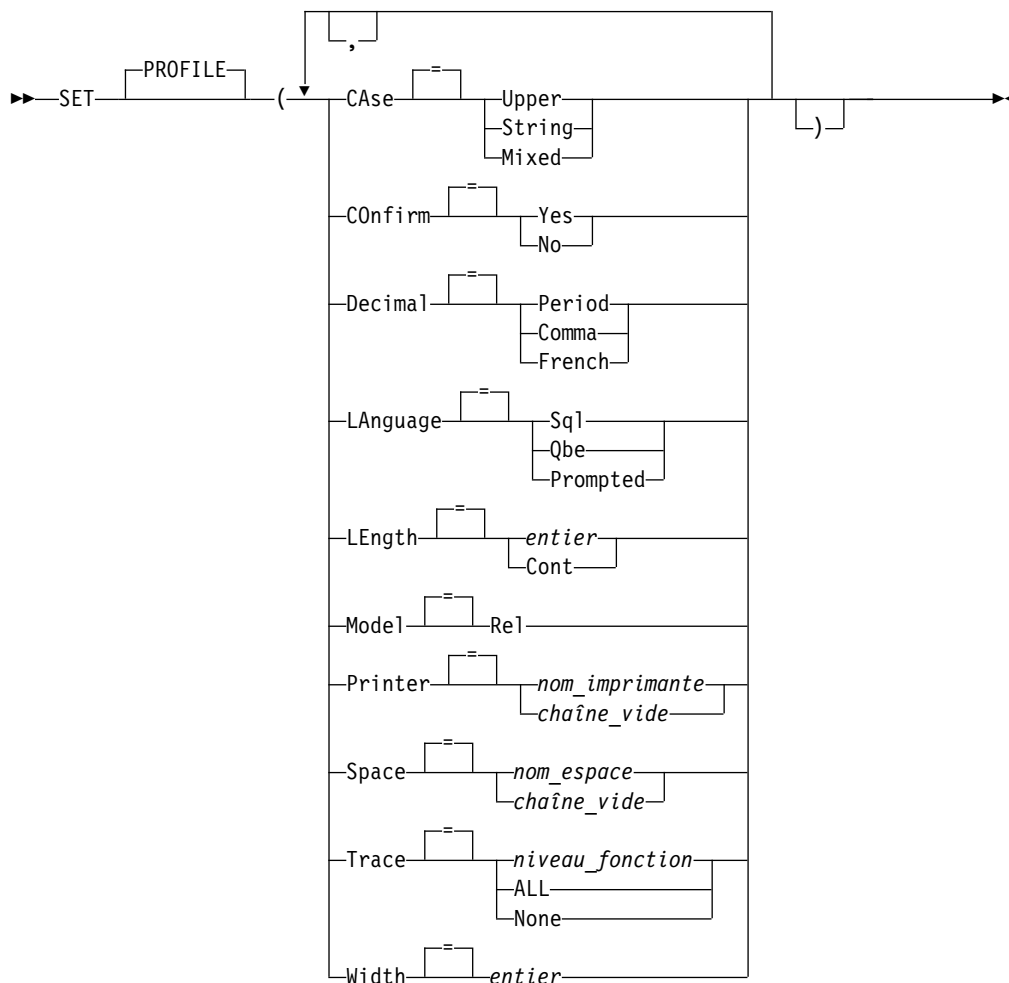 ,
PROFILE
SET ( CAse = Upper )
String
Mixed
COnfirm = Yes
No
Decimal = Period
Comma
French
LAnguage = Sql
Qbe
Prompted
LEngth = entier
Cont
Model = Rel
Printer = nom_imprimante
chaîne_vide
Space = nom_espace
chaîne_vide
Trace = niveau_fonction
ALL
None
Width = entier